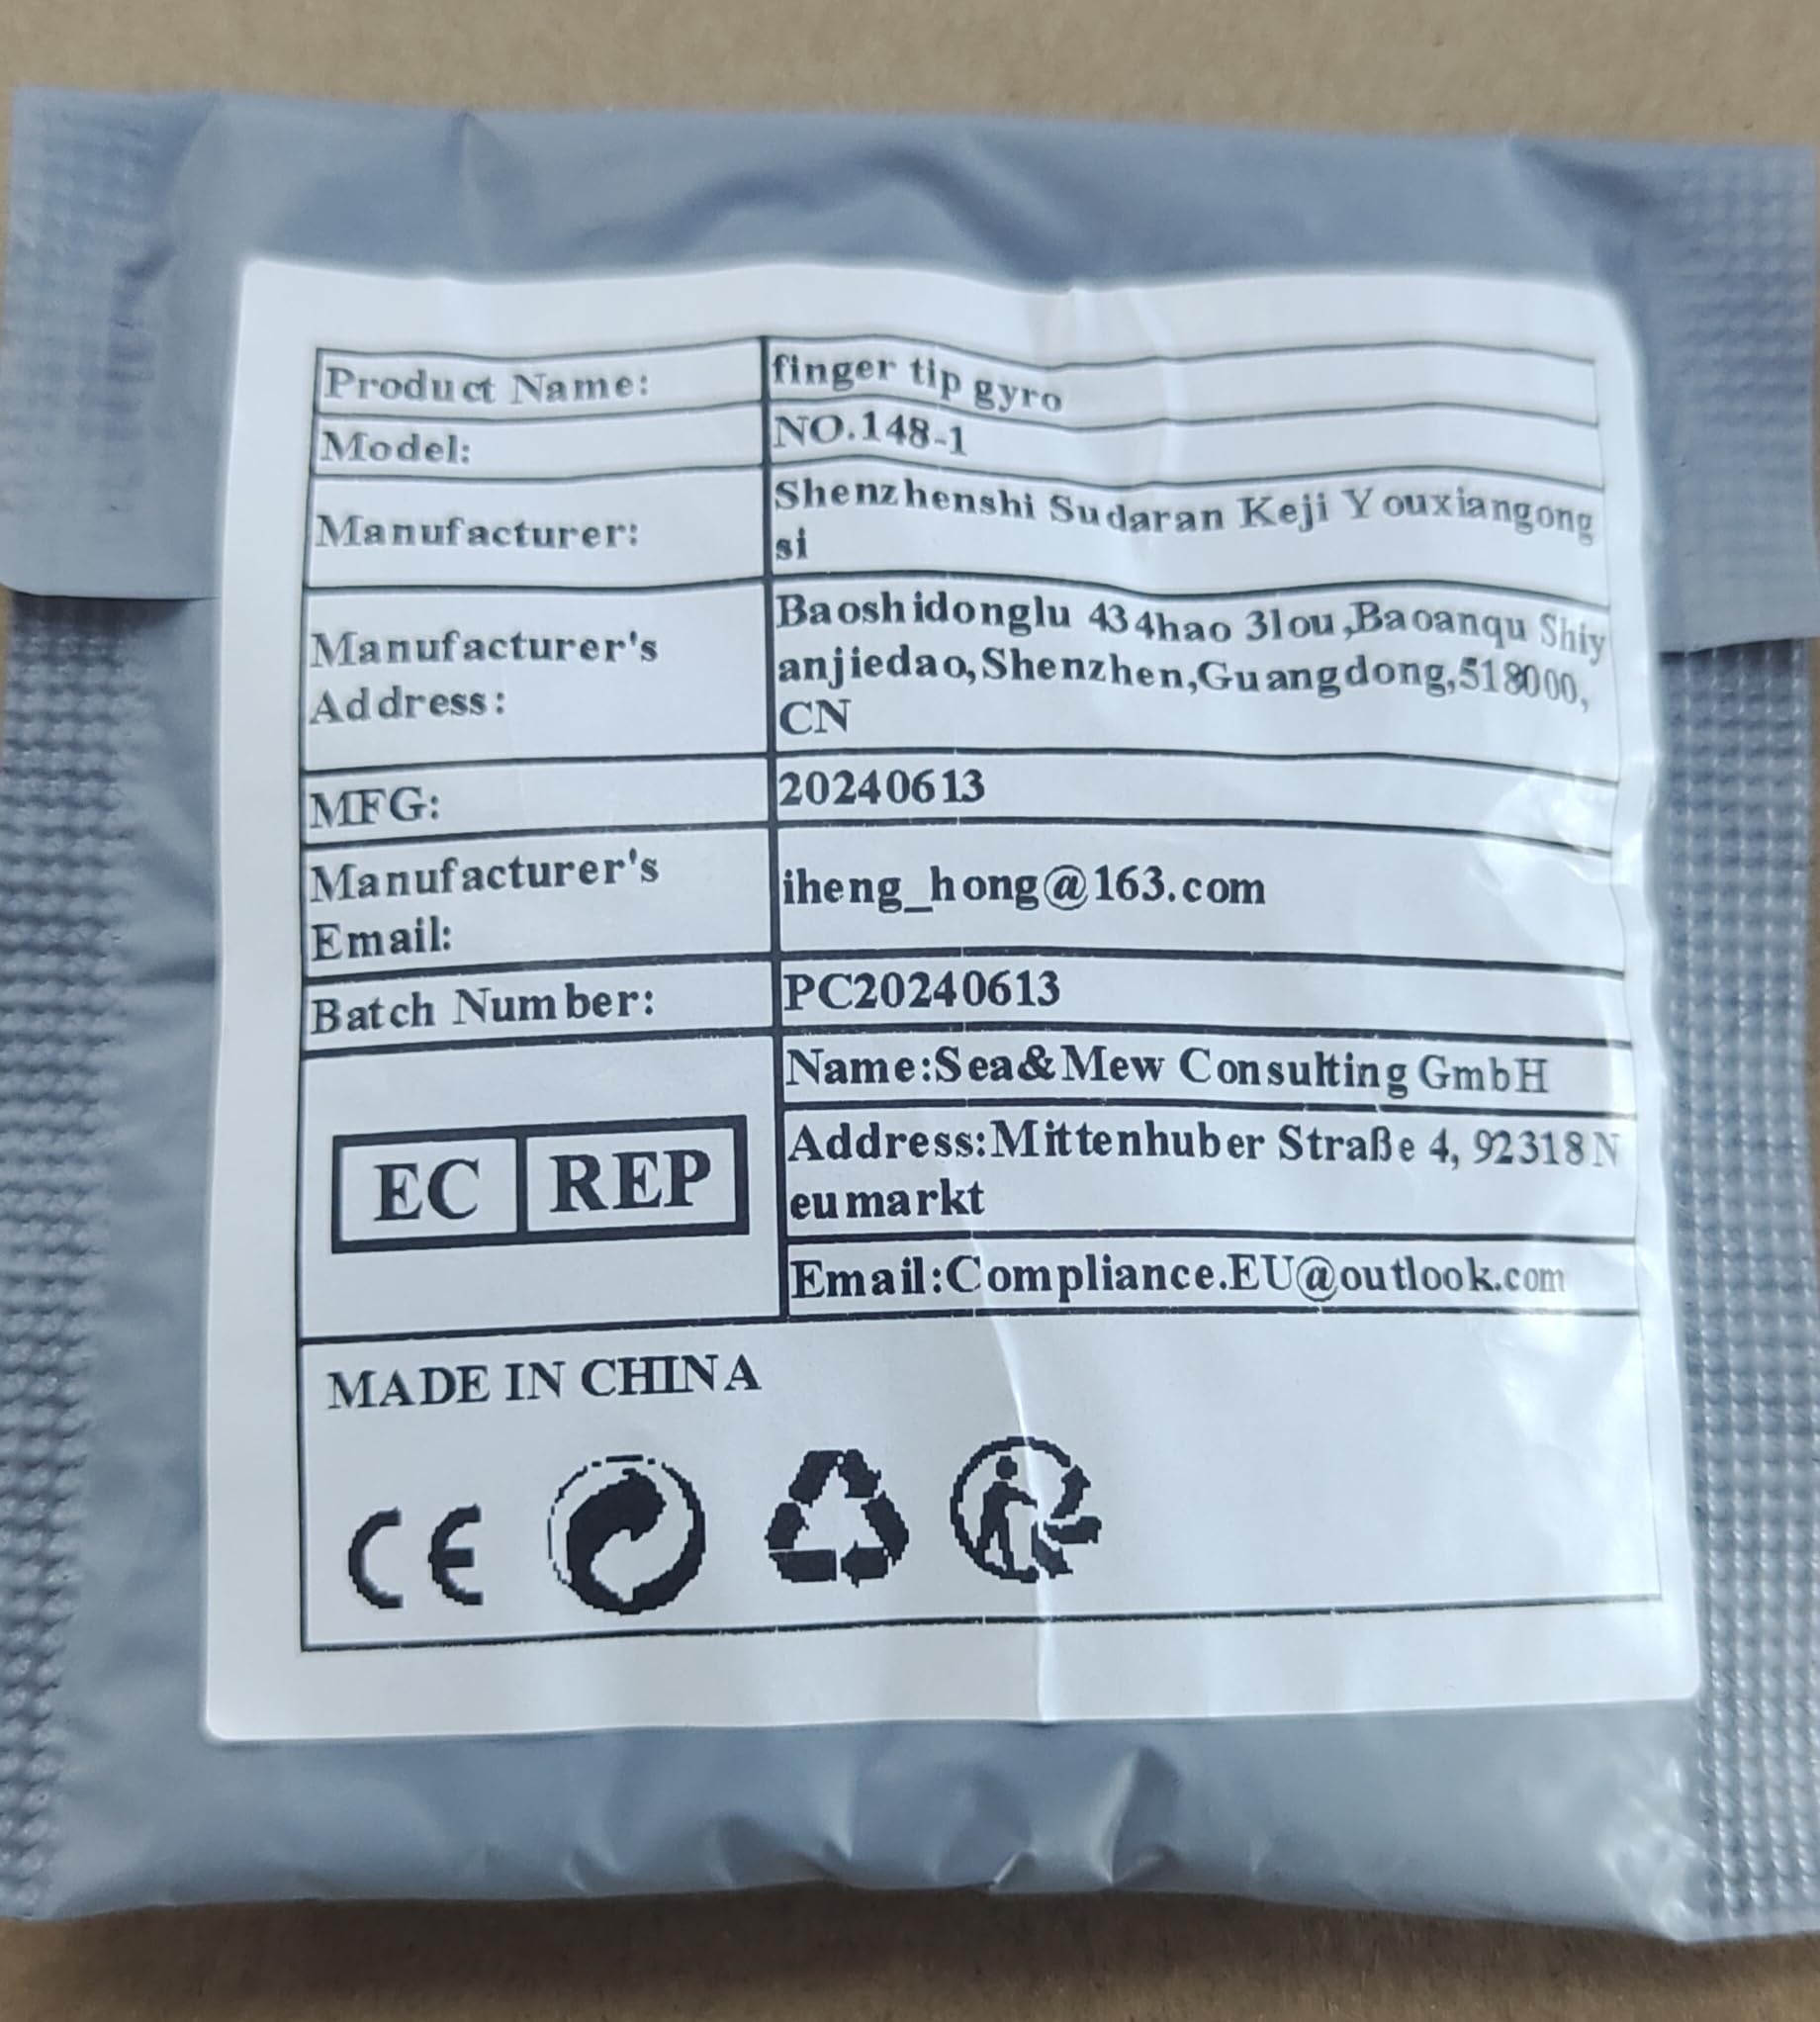 Product Name: finger tip gyro
Model: NO.148-1
Manufacturer: Shenzhenshi Sudaran Keji Youxiangong
si
Manufacturer's
Address:
Baoshidonglu 434hao 3lou,Baoanqu Shiy
anjiedao,Shenzhen,Guangdong,518000,
CN
MFG: 20240613
Manufacturer's
Email:
iheng_hong@163.com
Batch Number: PC20240613
EC REP
Name:Sea&Mew Consulting GmbH
Address:Mittenhuber Straße 4, 92318 N
eumarkt
Email:Compliance.EU@outlook.com
MADE IN CHINA
CE